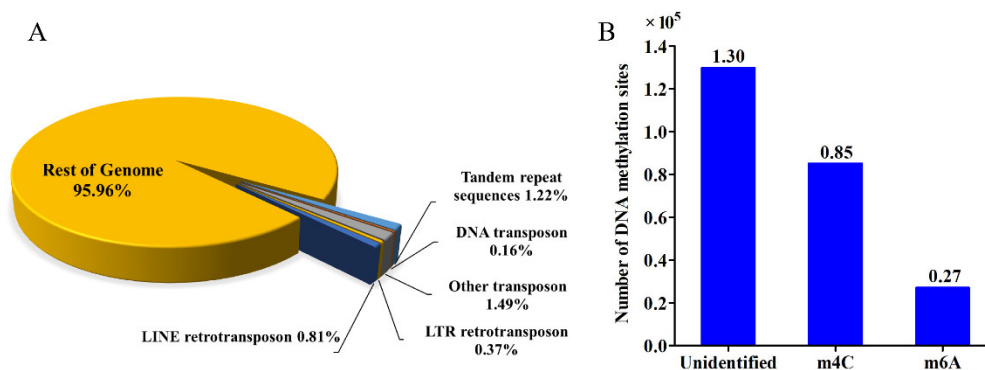 A
Rest of Genome
95.96%
Tandem repeat
sequences 1.22%
DNA transposon
0.16%
Other transposon
1.49%
LTR retrotransposon
0.37%
LINE retrotransposon 0.81%
B
× 10⁵
Number of DNA methylation sites
1.4
1.2
1.0
0.8
0.6
0.4
0.2
0.0
1.30
0.85
0.27
Unidentified
m4C
m6A